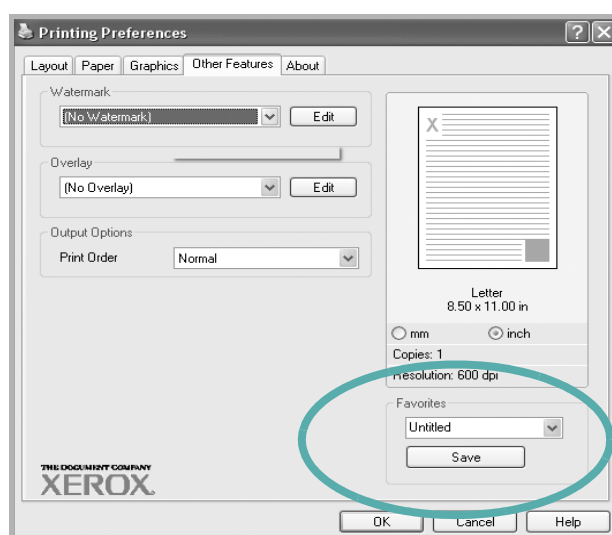 Printing Preferences
Layout Paper Graphics Other Features About
Watermark
(No Watermark)
Edit
Overlay
(No Overlay)
Edit
Output Options
Print Order Normal
X
Letter
8.50 x 11.00 in
mm inch
Copies: 1
Resolution: 600 dpi
Favorites
Untitled
Save
THE DOCUMENT COMPANY
XEROX
OK Cancel Help